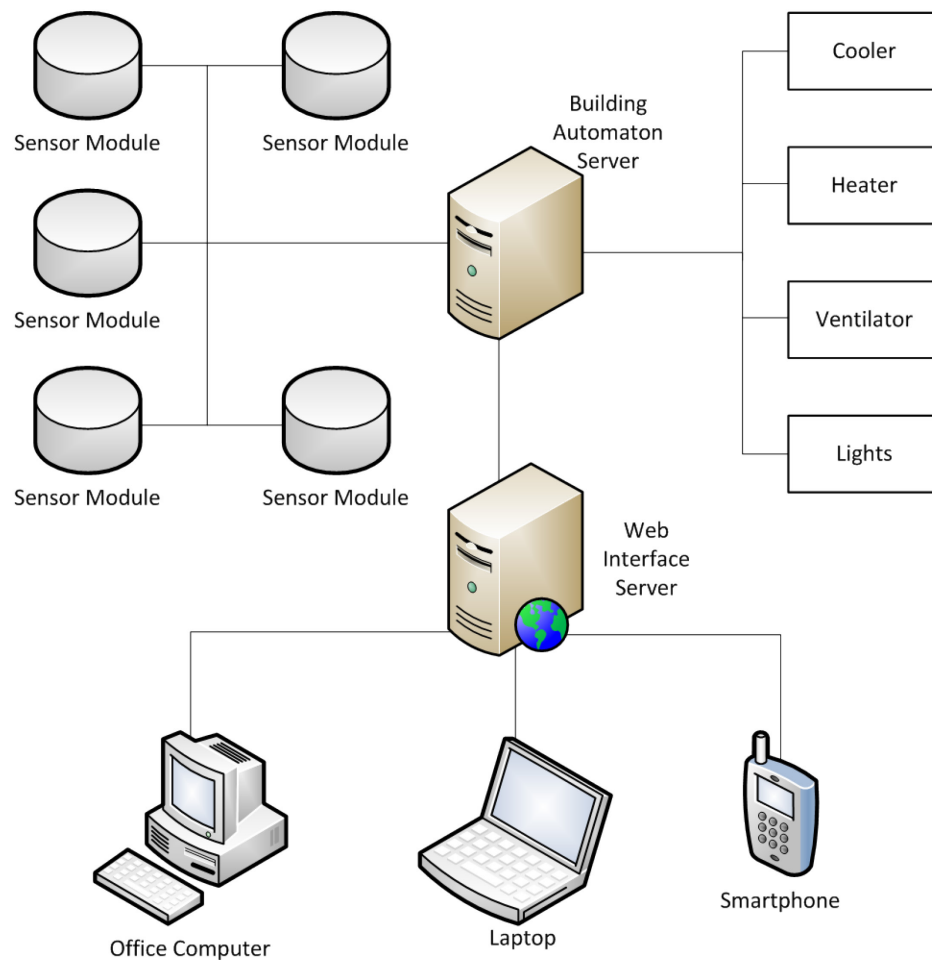 Sensor Module
Sensor Module
Building
Automaton
Server
Cooler
Heater
Sensor Module
Ventilator
Sensor Module
Sensor Module
Lights
Web
Interface
Server
Office Computer
Laptop
Smartphone